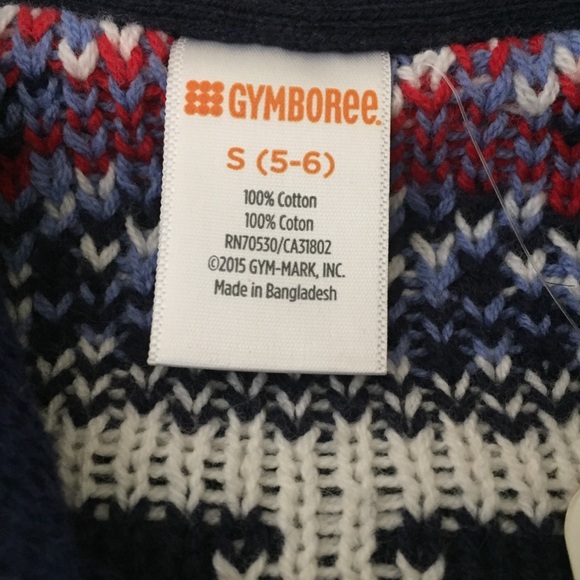 GYMBOREE
S (5-6)
100% Cotton
100% Coton
RN70530/CA31802
©2015 GYM-MARK, INC.
Made in Bangladesh